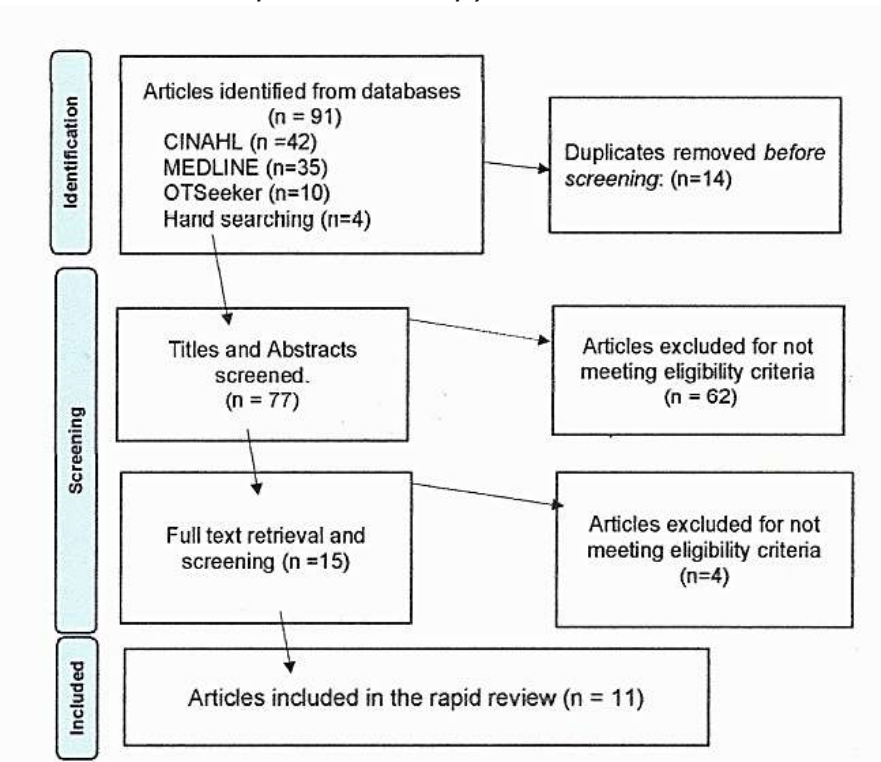 Identification
Articles identified from databases
(n = 91)
CINAHL (n =42)
MEDLINE (n=35)
OTSeeker (n=10)
Hand searching (n=4)
Duplicates removed before
screening: (n=14)
Screening
Titles and Abstracts
screened.
(n = 77)
Articles excluded for not
meeting eligibility criteria
(n = 62)
Full text retrieval and
screening (n =15)
Articles excluded for not
meeting eligibility criteria
(n=4)
Included
Articles included in the rapid review (n = 11)